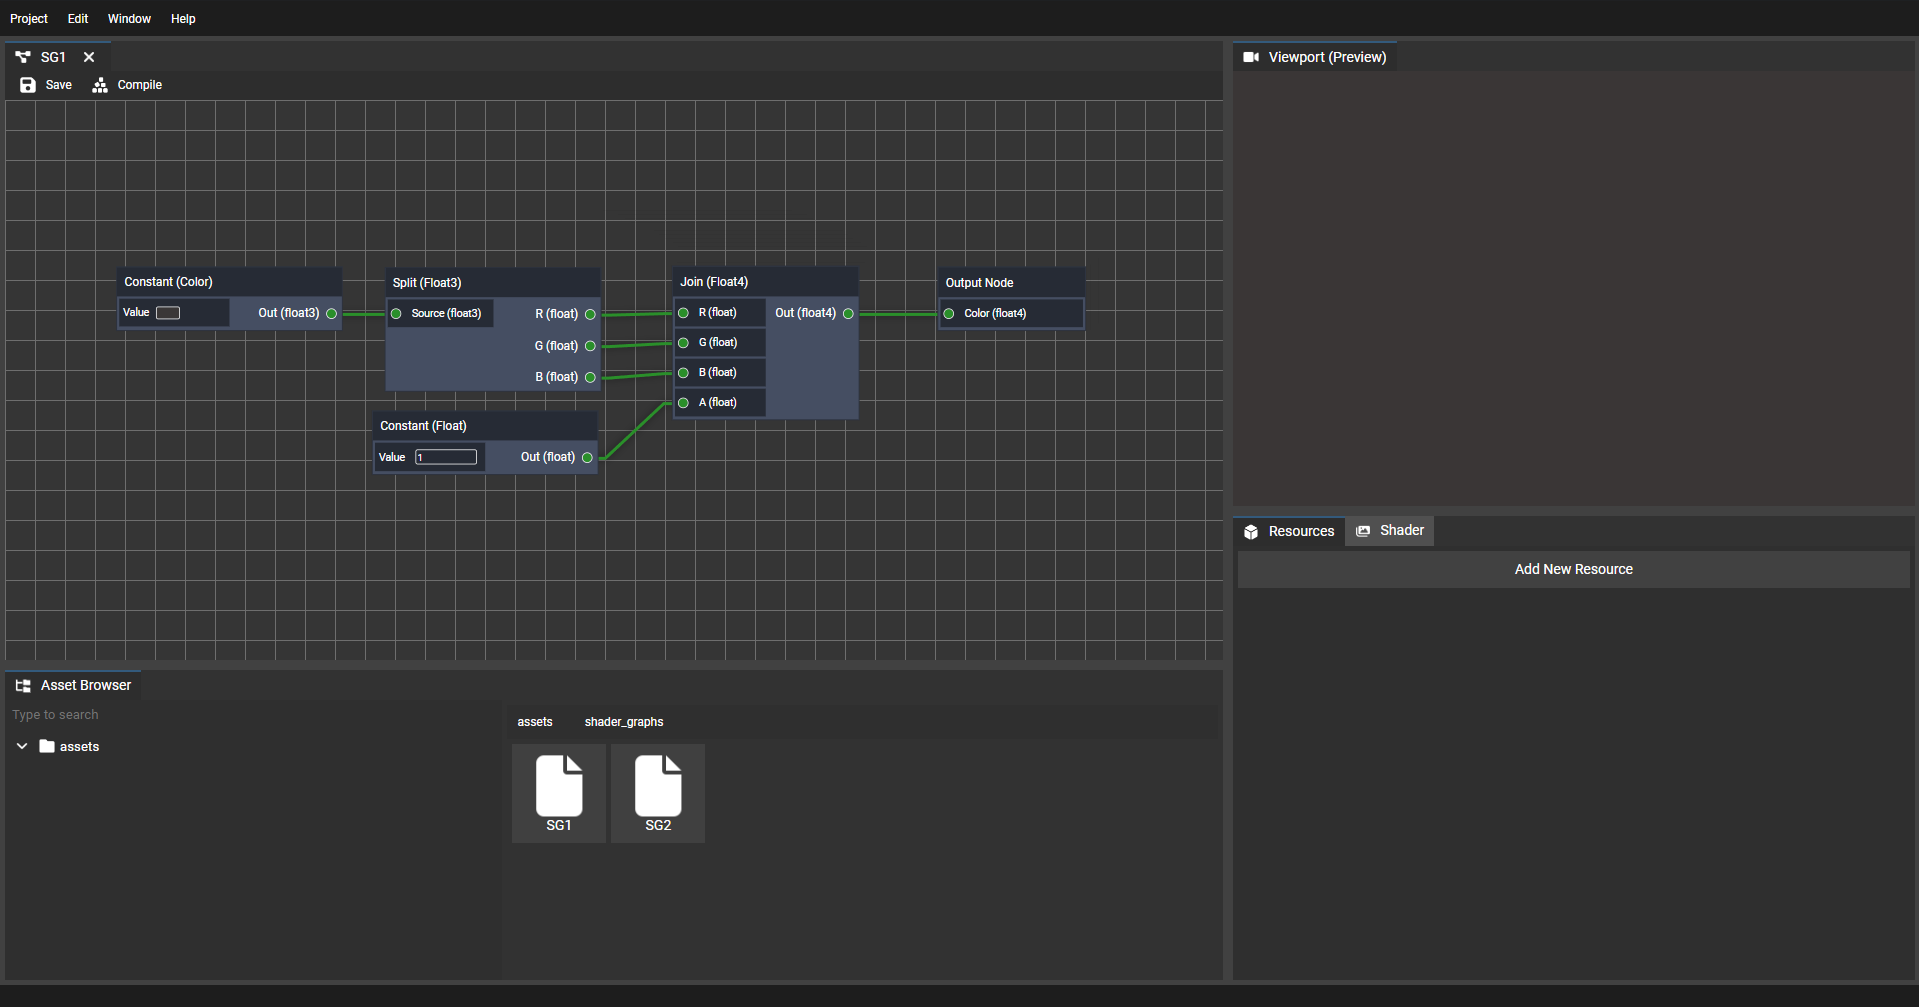 Project Edit Window Help
SG1
Save Compile
Constant (Color)
Value Out (float3)
Split (Float3)
Source (float3) R (float)
G (float)
B (float)
Constant (Float)
Value 1 Out (float)
Join (Float4)
R (float) Out (float4)
G (float)
B (float)
A (float)
Output Node
Color (float4)
Viewport (Preview)
Resources Shader
Add New Resource
Asset Browser
Type to search
assets
assets shader_graphs
SG1 SG2